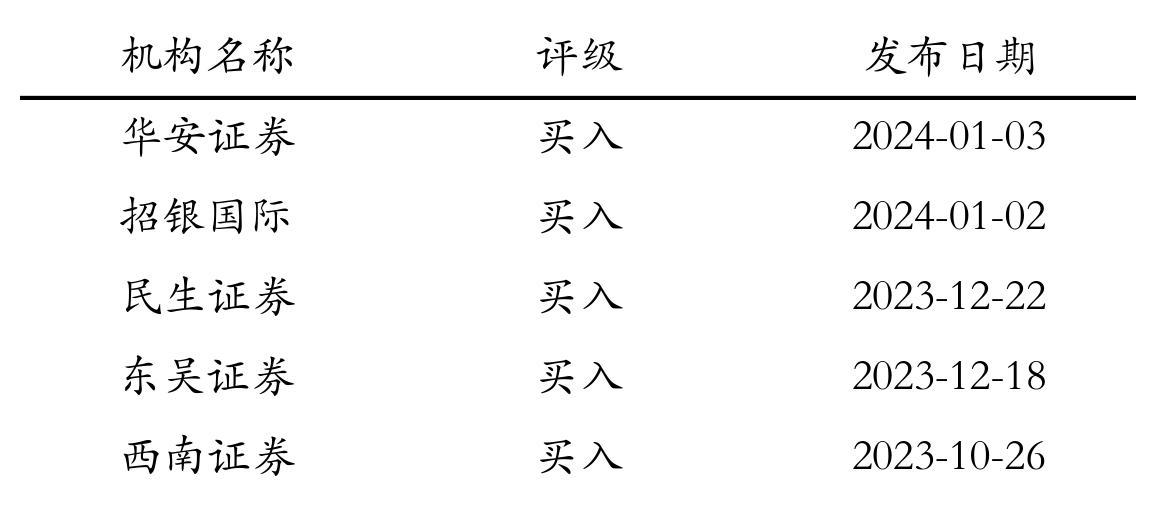 机构名称 评级 发布日期
华安证券 买入 2024-01-03
招银国际 买入 2024-01-02
民生证券 买入 2023-12-22
东吴证券 买入 2023-12-18
西南证券 买入 2023-10-26